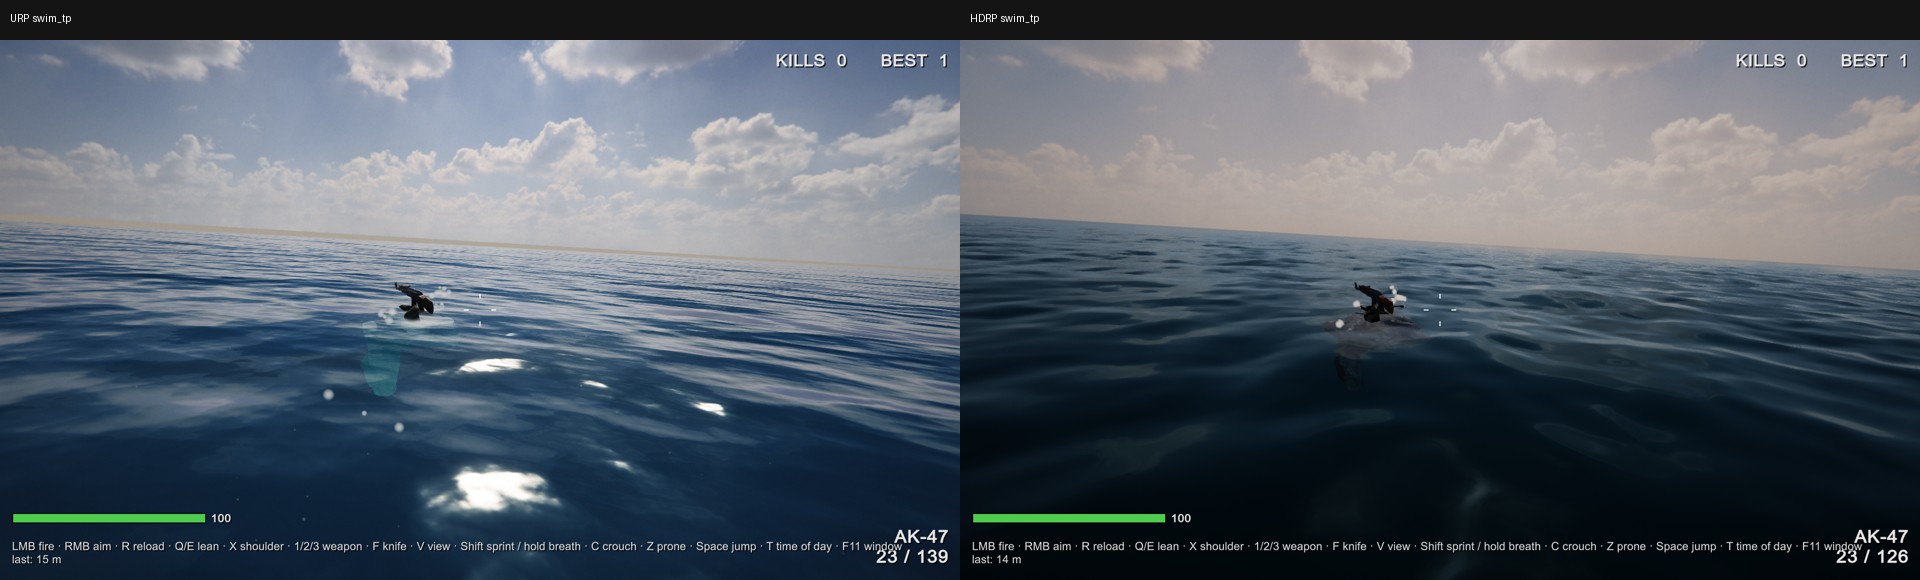 URP swim_tp
KILLS 0 BEST 1
100
AK-47
LMB fire · RMB aim · R reload · Q/E lean · X shoulder · 1/2/3 weapon · F knife · V view · Shift sprint / hold breath · C crouch · Z prone · Space jump · T time of day · F11 window
23 / 139
last: 15 m
HDRP swim_tp
KILLS 0 BEST 1
100
AK-47
LMB fire · RMB aim · R reload · Q/E lean · X shoulder · 1/2/3 weapon · F knife · V view · Shift sprint / hold breath · C crouch · Z prone · Space jump · T time of day · F11 window
23 / 126
last: 14 m